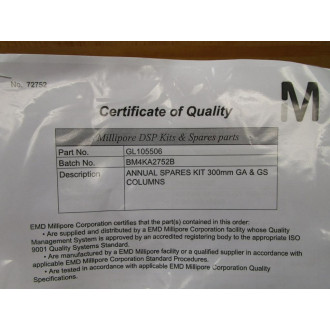 No. 72752
M
Certificate of Quality
Millipore DSP Kits & Spares parts
Part No. GL105506
Batch No. BM4KA2752B
Description ANNUAL SPARES KIT 300mm GA & GS
COLUMNS
EMD Millipore Corporation certifies that the part(s) contained in this order:
• Are supplied and distributed by a EMD Millipore Corporation facility whose Quality
Management System is approved by an accredited registering body to the appropriate ISO
9001 Quality Systems Standard.
• Are manufactured by a EMD Millipore facility or a qualified supplier in accordance with
applicable EMD Millipore Corporation Standard Procedures.
• Are tested in accordance with applicable EMD Millipore Corporation Quality
Specifications.